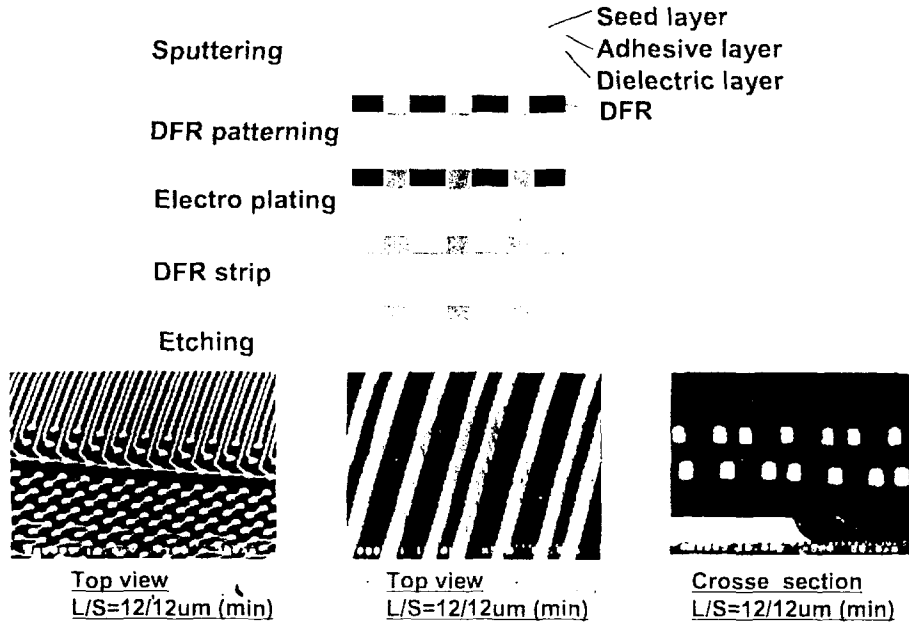 Seed layer
Sputtering
Adhesive layer
Dielectric layer
DFR
DFR patterning
Electro plating
DFR strip
Etching
Top view
L/S=12/12um (min)
Top view
L/S=12/12um (min)
Crosse section
L/S=12/12um (min)